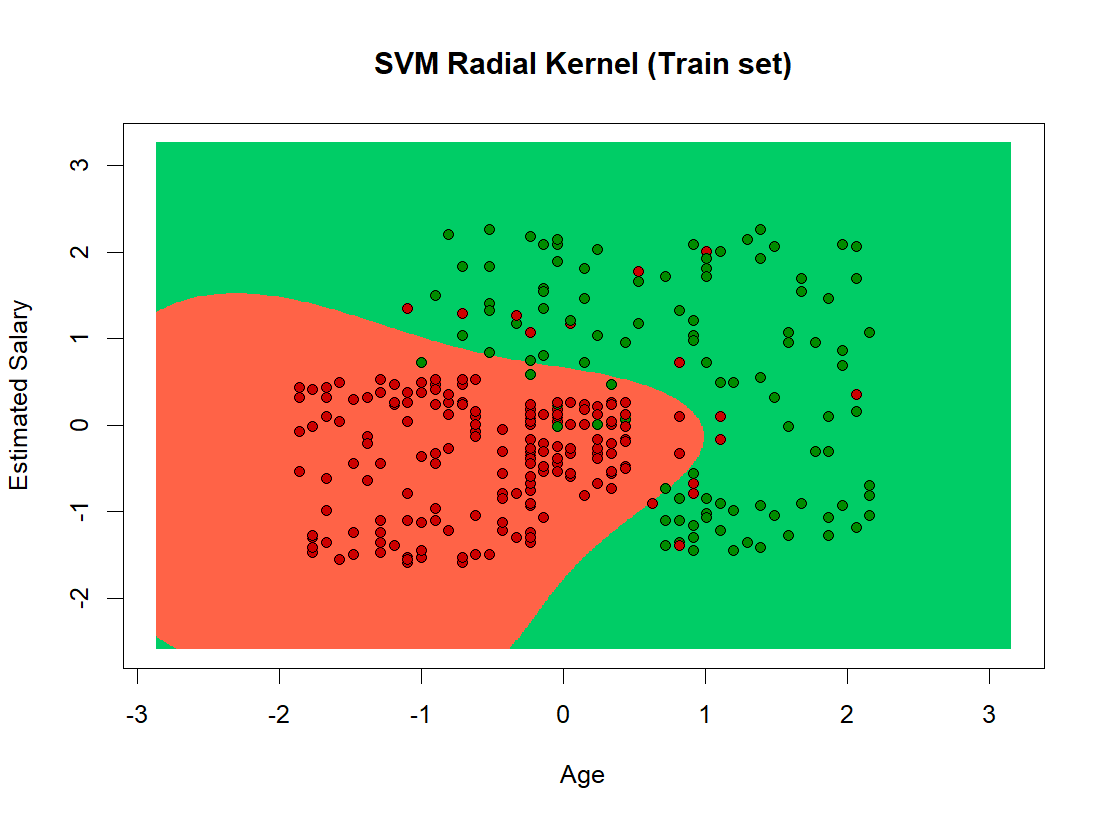 SVM Radial Kernel (Train set)
Estimated Salary
3
2
1
0
-1
-2
-3 -2 -1 0 1 2 3
Age